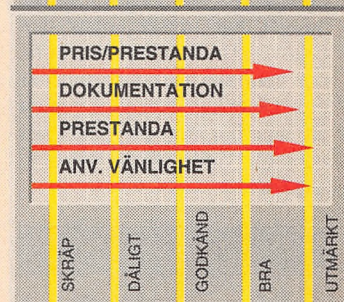 PRIS/PRESTANDA
DOKUMENTATION
PRESTANDA
ANV. VÄNLIGHET
SKRÄP
DÅLIGT
GODKÄND
BRA
UTMÄRKT